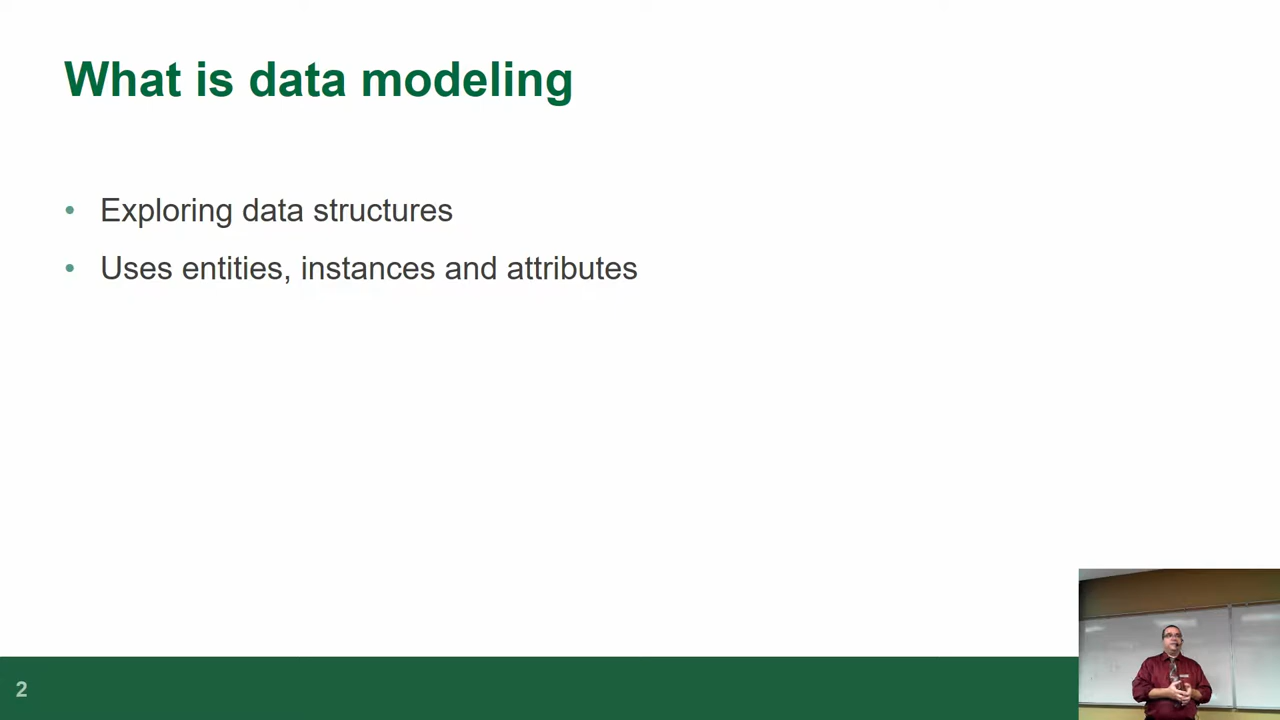 What is data modeling
• Exploring data structures
• Uses entities, instances and attributes
2